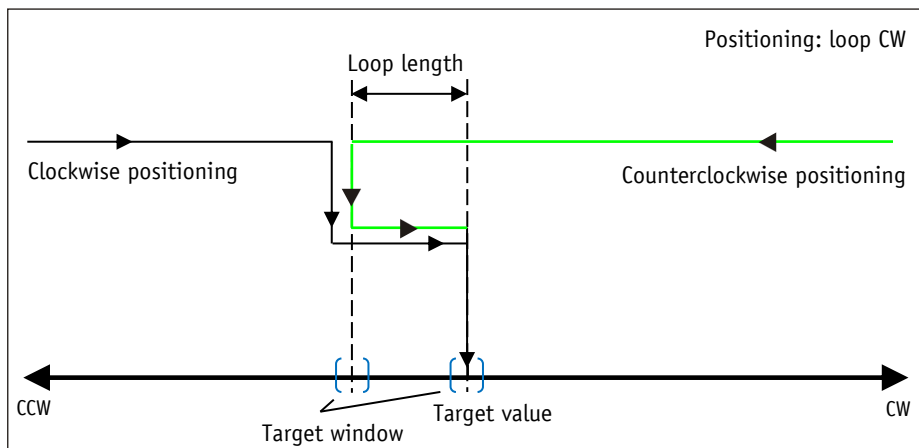 Positioning: loop CW
Loop length
Clockwise positioning
Counterclockwise positioning
CCW
CW
Target window
Target value